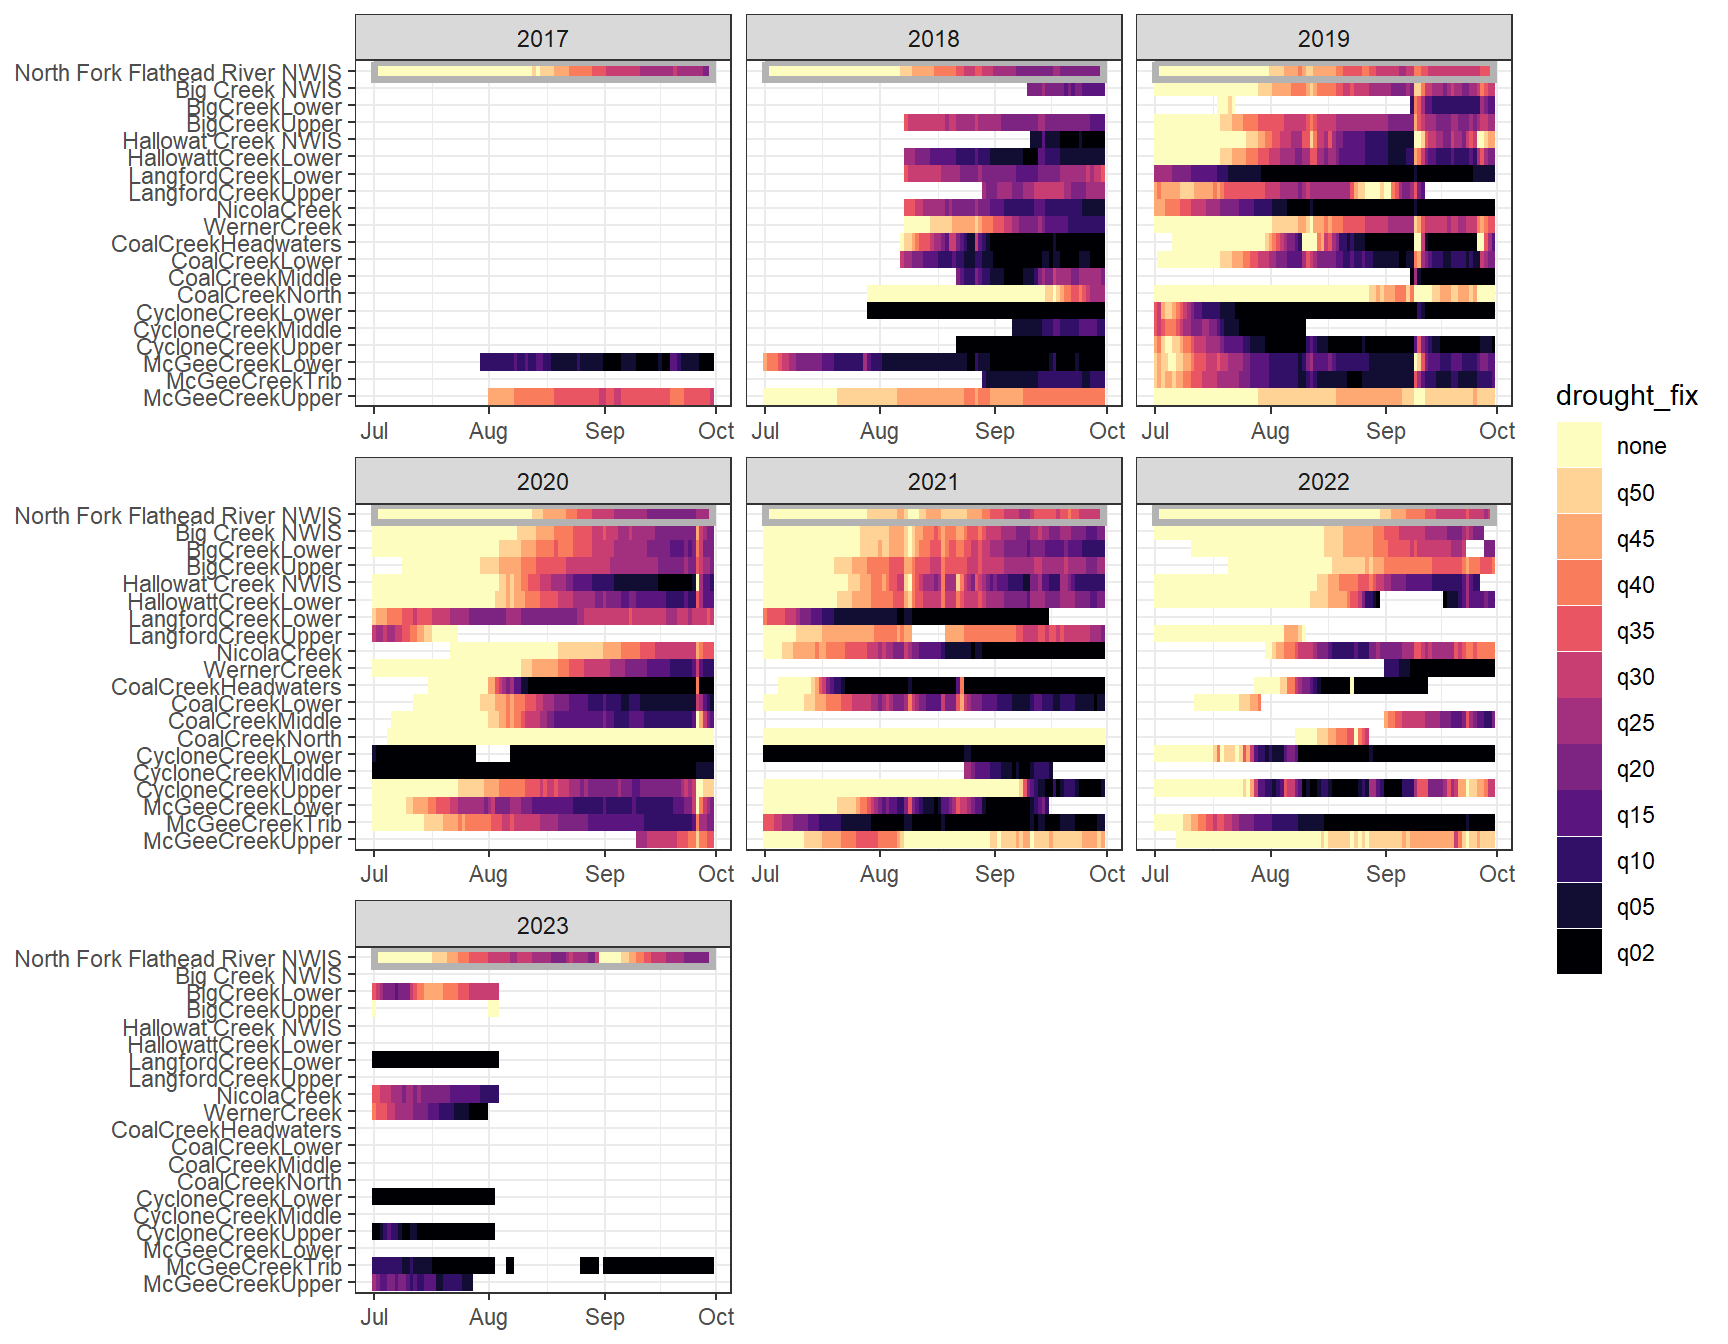 2017
2018
2019
North Fork Flathead River NWIS
Big Creek NWIS
BigCreekLower
BigCreekUpper
Hallowat Creek NWIS
HallowattCreekLower
LangfordCreekLower
LangfordCreekUpper
NicolaCreek
WernerCreek
CoalCreekHeadwaters
CoalCreekLower
CoalCreekMiddle
CoalCreekNorth
CycloneCreekLower
CycloneCreekMiddle
CycloneCreekUpper
McGeeCreekLower
McGeeCreekTrib
McGeeCreekUpper
Jul Aug Sep Oct
Jul Aug Sep Oct
Jul Aug Sep Oct
2020
2021
2022
North Fork Flathead River NWIS
Big Creek NWIS
BigCreekLower
BigCreekUpper
Hallowat Creek NWIS
HallowattCreekLower
LangfordCreekLower
LangfordCreekUpper
NicolaCreek
WernerCreek
CoalCreekHeadwaters
CoalCreekLower
CoalCreekMiddle
CoalCreekNorth
CycloneCreekLower
CycloneCreekMiddle
CycloneCreekUpper
McGeeCreekLower
McGeeCreekTrib
McGeeCreekUpper
Jul Aug Sep Oct
Jul Aug Sep Oct
Jul Aug Sep Oct
2023
North Fork Flathead River NWIS
Big Creek NWIS
BigCreekLower
BigCreekUpper
Hallowat Creek NWIS
HallowattCreekLower
LangfordCreekLower
LangfordCreekUpper
NicolaCreek
WernerCreek
CoalCreekHeadwaters
CoalCreekLower
CoalCreekMiddle
CoalCreekNorth
CycloneCreekLower
CycloneCreekMiddle
CycloneCreekUpper
McGeeCreekLower
McGeeCreekTrib
McGeeCreekUpper
Jul Aug Sep Oct
drought_fix
none
q50
q45
q40
q35
q30
q25
q20
q15
q10
q05
q02